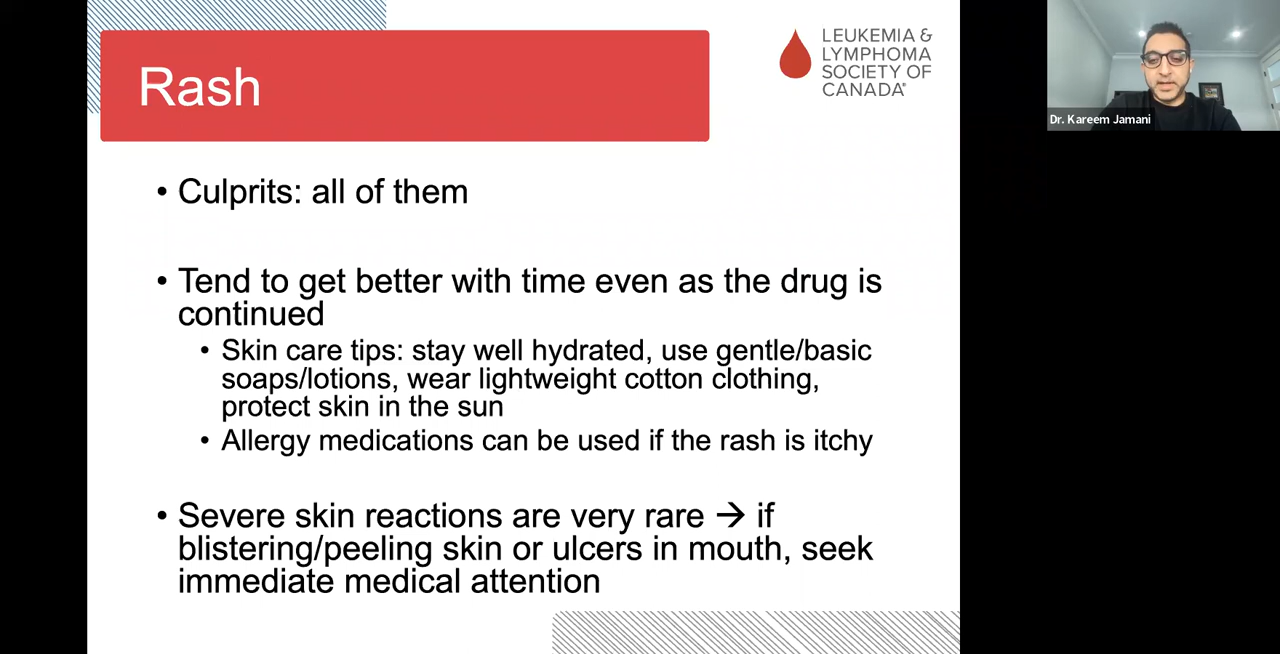 Rash
LEUKEMIA &
LYMPHOMA
SOCIETY OF
CANADA®
Dr. Kareem Jamani
• Culprits: all of them
• Tend to get better with time even as the drug is
continued
• Skin care tips: stay well hydrated, use gentle/basic
soaps/lotions, wear lightweight cotton clothing,
protect skin in the sun
• Allergy medications can be used if the rash is itchy
• Severe skin reactions are very rare → if
blistering/peeling skin or ulcers in mouth, seek
immediate medical attention